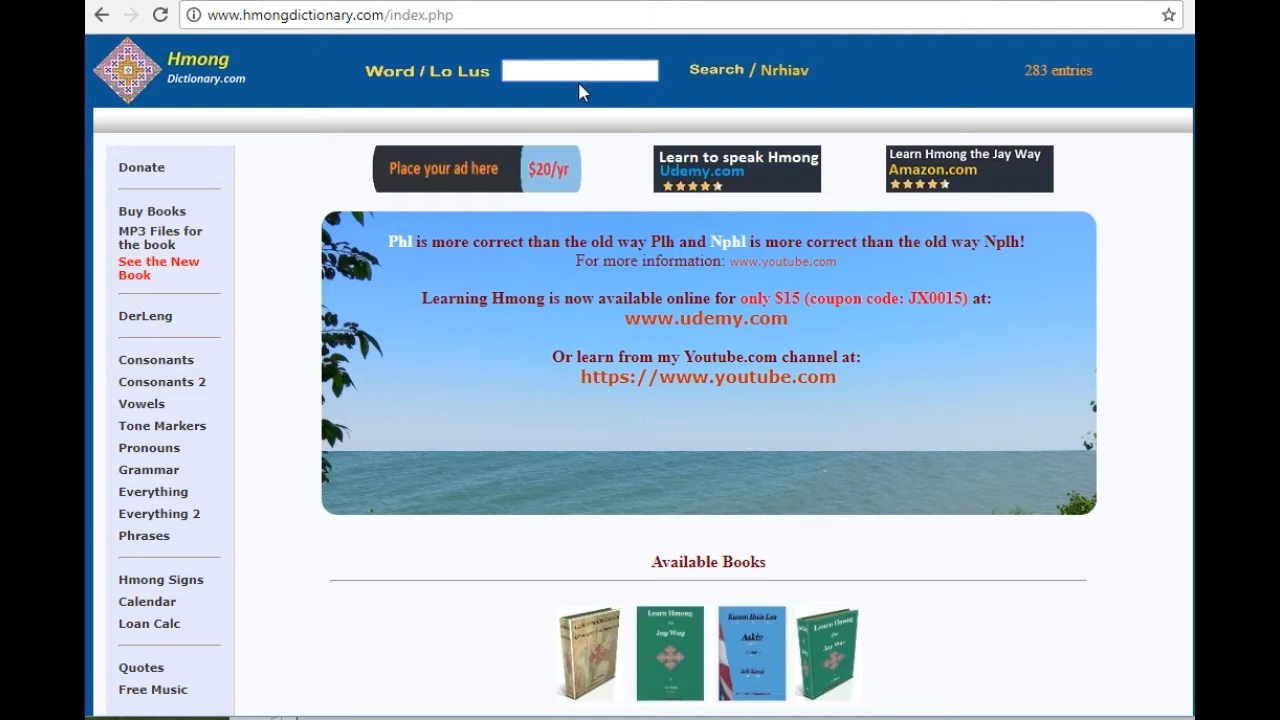 www.hmongdictionary.com/index.php
Hmong
Dictionary.com
Word / Lo Lus
Search / Nrhiav
283 entries
Donate
Buy Books
MP3 Files for
the book
See the New
Book
DerLeng
Consonants
Consonants 2
Vowels
Tone Markers
Pronouns
Grammar
Everything
Everything 2
Phrases
Hmong Signs
Calendar
Loan Calc
Quotes
Free Music
Place your ad here $20/yr
Learn to speak Hmong
Udemy.com
Learn Hmong the Jay Way
Amazon.com
Phl is more correct than the old way Plh and Nphl is more correct than the old way Nplh!
For more information: www.youtube.com
Learning Hmong is now available online for only $15 (coupon code: JX0015) at:
www.udemy.com
Or learn from my Youtube.com channel at:
https://www.youtube.com
Available Books
Learn Hmong
Jay Way
Askiv
Learn Hmong
Jay Way